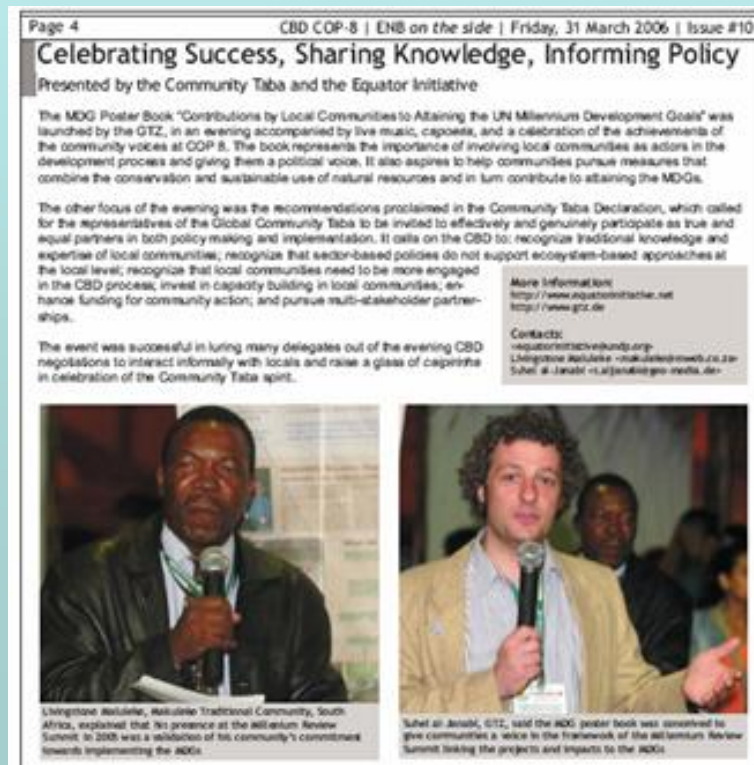 Page 4
CBD COP-8 | ENB on the side | Friday, 31 March 2006 | Issue #10
Celebrating Success, Sharing Knowledge, Informing Policy
Presented by the Community Taba and the Equator Initiative
The MDG Poster Book "Contributions by Local Communities to Attaining the UN Millennium Development Goals" was
launched by the GTZ, in an evening accompanied by live music, capoeia, and a celebration of the achievements of
the community voices at COP 8. The book represents the importance of involving local communities as actors in the
development process and giving them a political voice. It also aspires to help communities pursue measures that
combine the conservation and sustainable use of natural resources and in turn contribute to attaining the MDGs.
The other focus of the evening was the recommendations proclaimed in the Community Taba Declaration, which called
for the representatives of the Global Community Taba to be invited to effectively and genuinely participate as true and
equal partners in both policy making and implementation. It calls on the CBD to: recognize traditional knowledge and
expertise of local communities; recognize that sector-based policies do not support ecosystem-based approaches at
the local level; recognize that local communities need to be more engaged
in the CBD process; invest in capacity building in local communities; en-
hance funding for community action; and pursue multi-stakeholder partner-
ships.
The event was successful in luring many delegates out of the evening CBD
negotiations to interact informally with locals and raise a glass of caipirinha
in celebration of the Community Taba spirit.
More information:
http://www.equatorinitiative.net
http://www.gtz.de
Contacts:
<equatorinitiative@undp.org>
Livingstone Maluleke <makuleke@mweb.co.za>
Suhel al-Janabi <s.aljanabi@geo-media.de>
Livingstone Maluleke, Makuleke Traditional Community, South
Africa, explained that his presence at the Millenium Review
Summit in 2005 was a validation of his community's commitment
towards implementing the MDGs
Suhel al-Janabi, GTZ, said the MDG poster book was conceived to
give communities a voice in the framework of the Millennium Review
Summit linking the projects and impacts to the MDGs